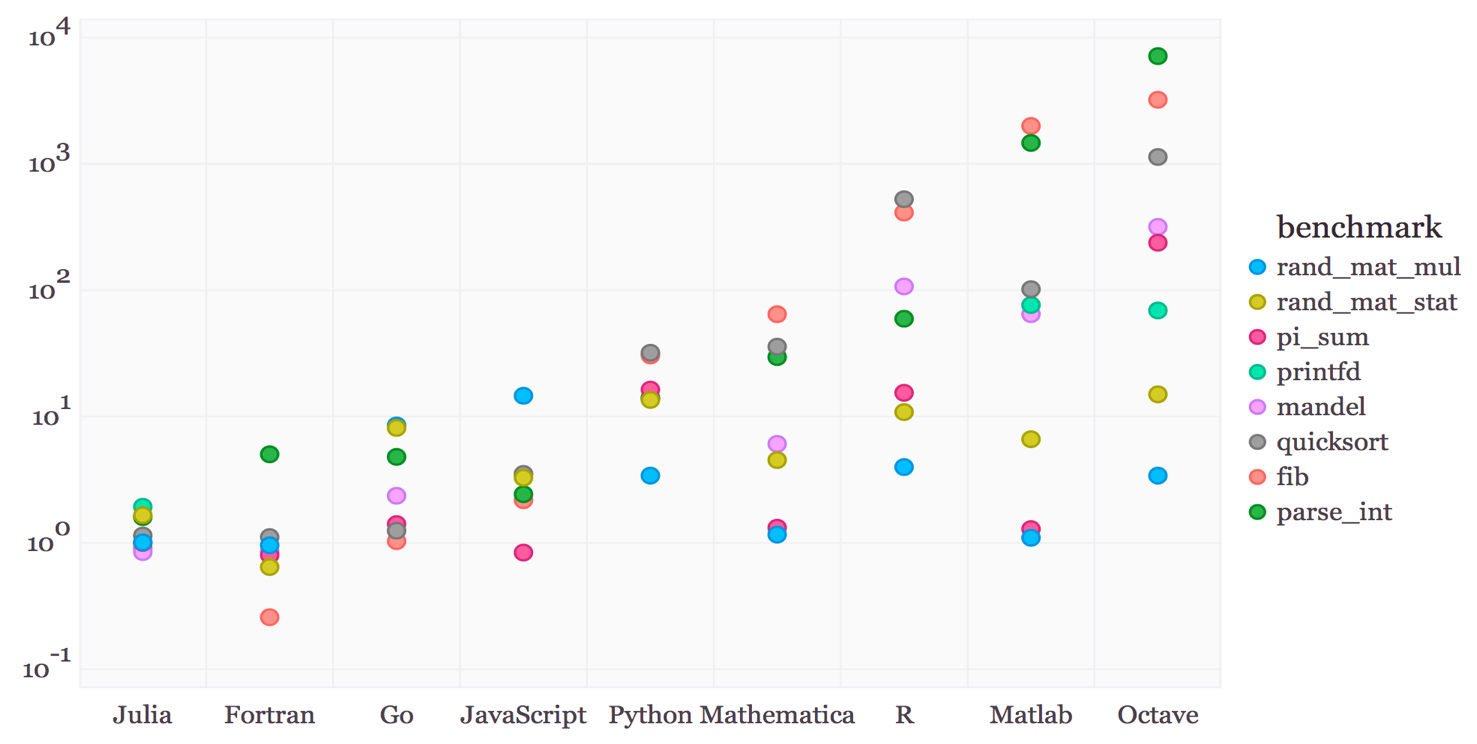 10^4
10^3
10^2
10^1
10^0
10^-1
Julia Fortran Go JavaScript Python Mathematica R Matlab Octave
benchmark
rand_mat_mul
rand_mat_stat
pi_sum
printfd
mandel
quicksort
fib
parse_int